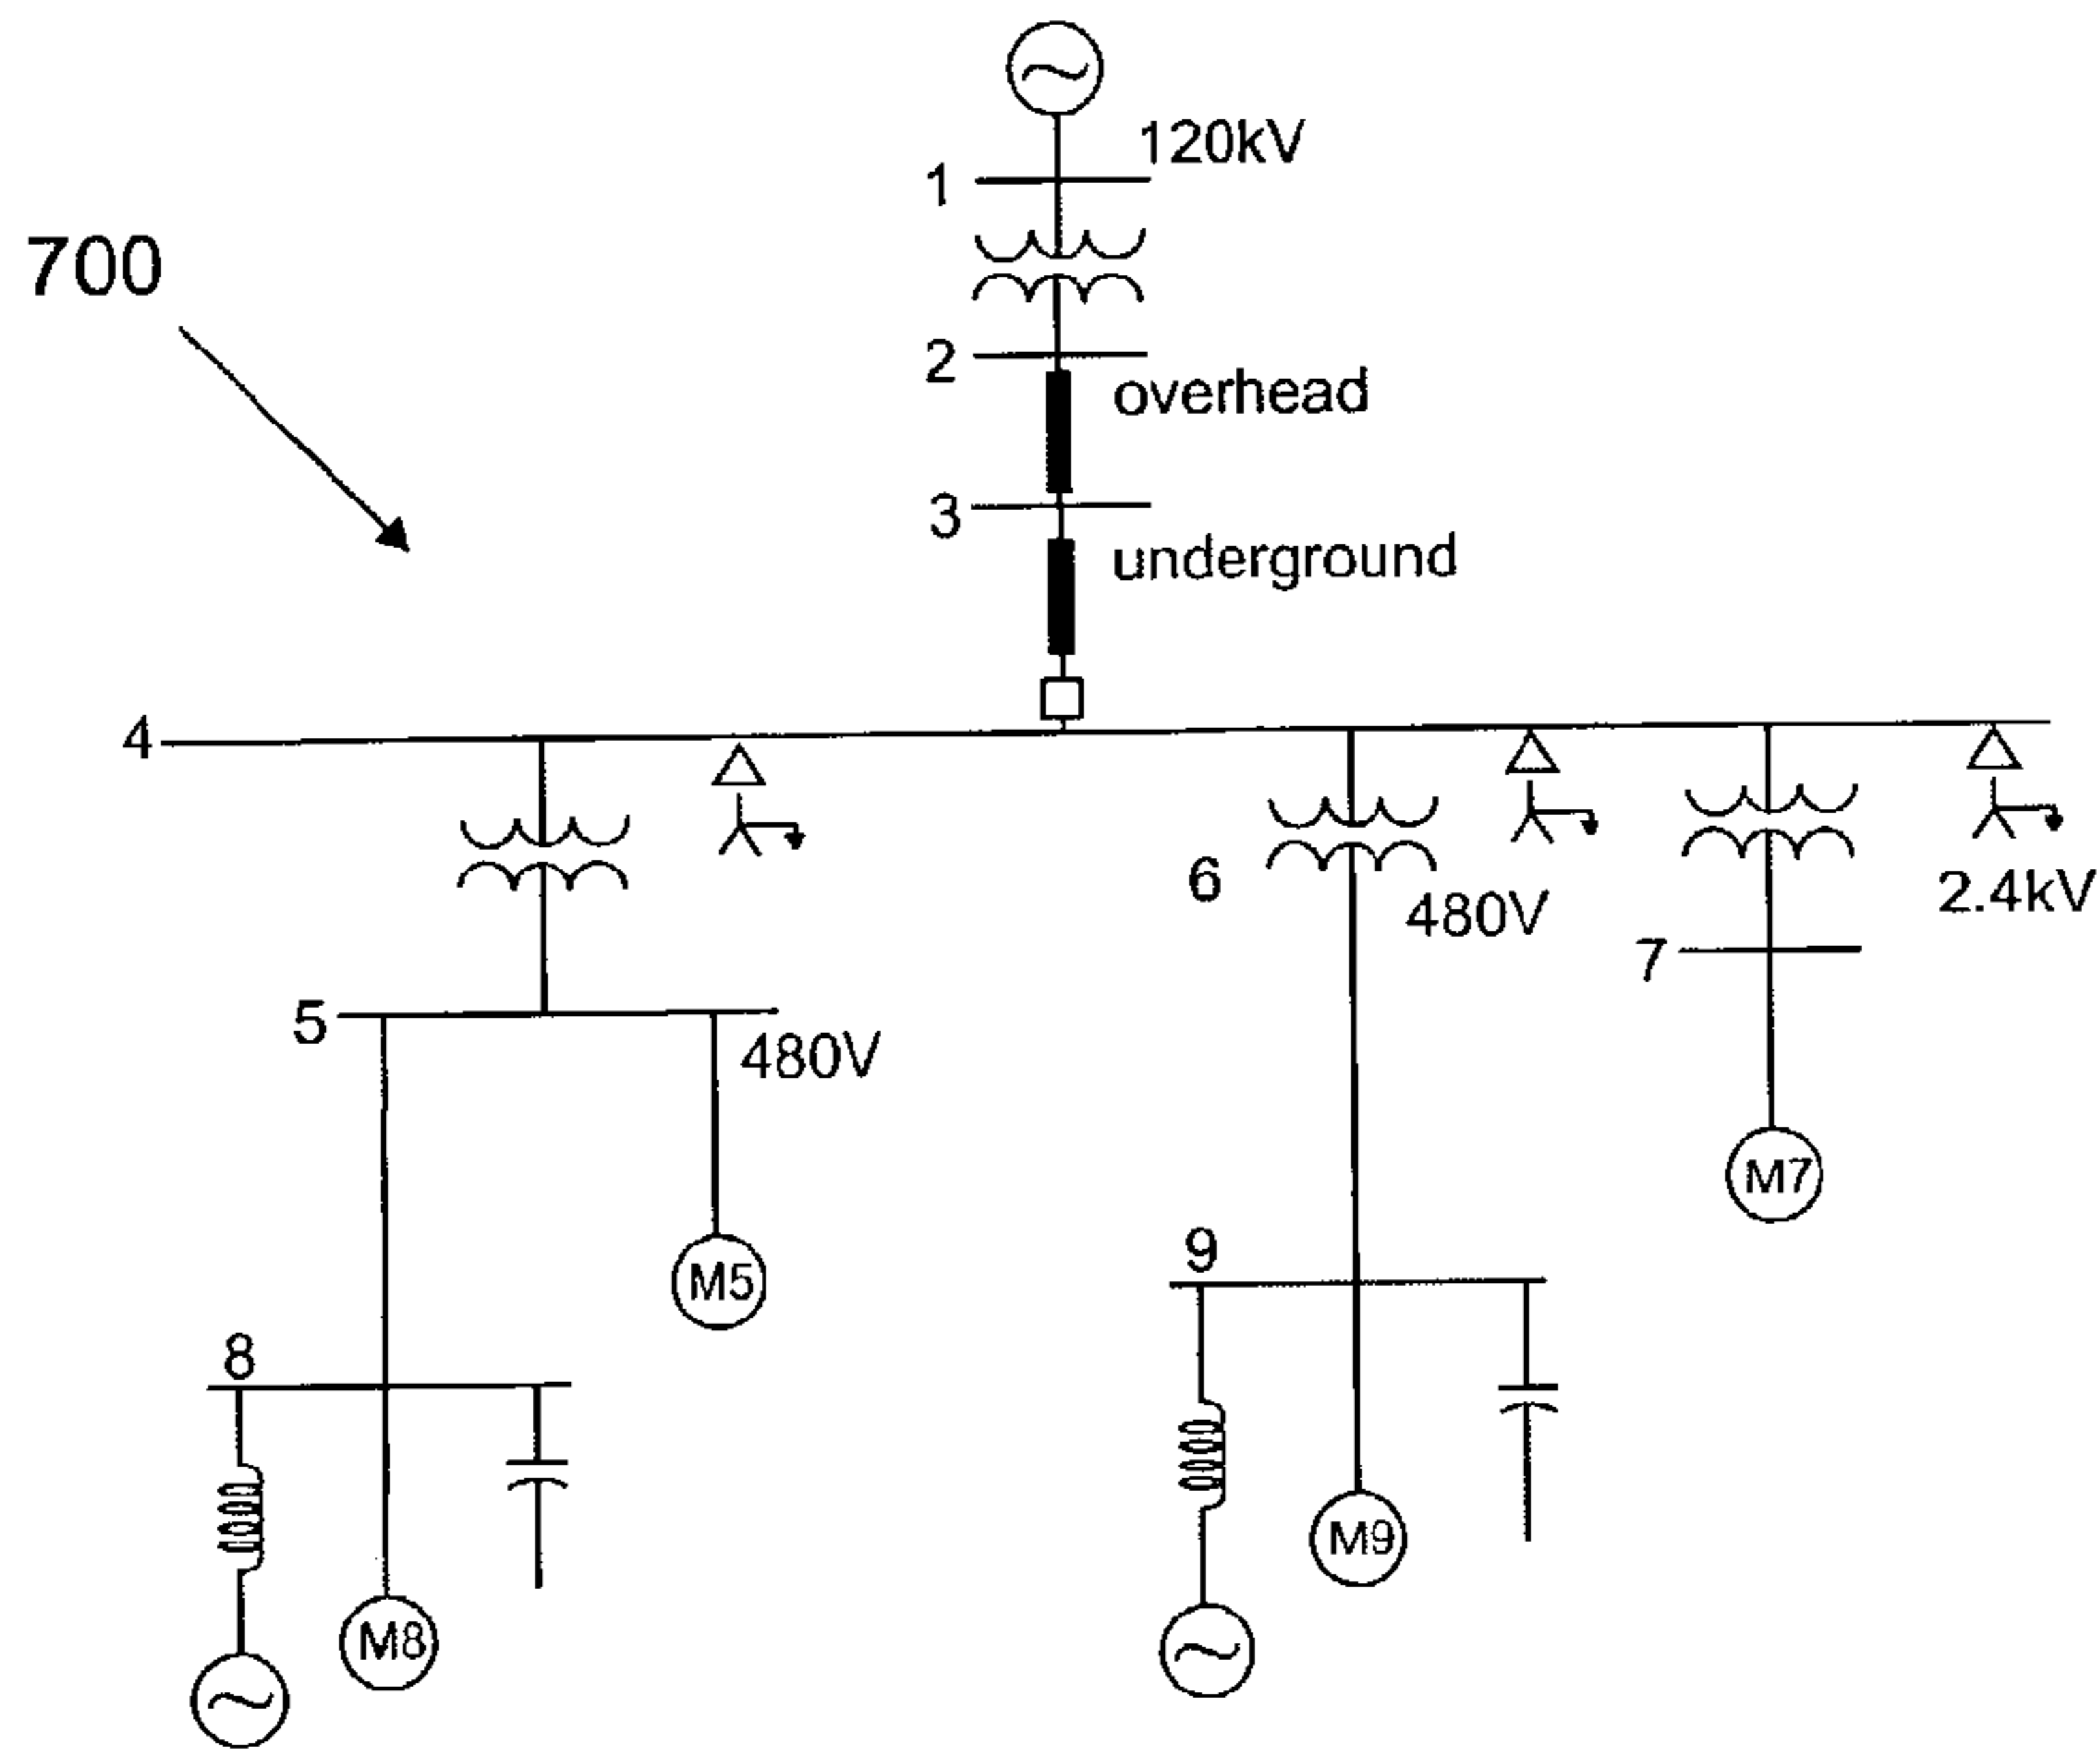 120kV
1
700
2
overhead
3
underground
4
6
480V
2.4kV
7
5
480V
M7
9
M5
8
M9
M8